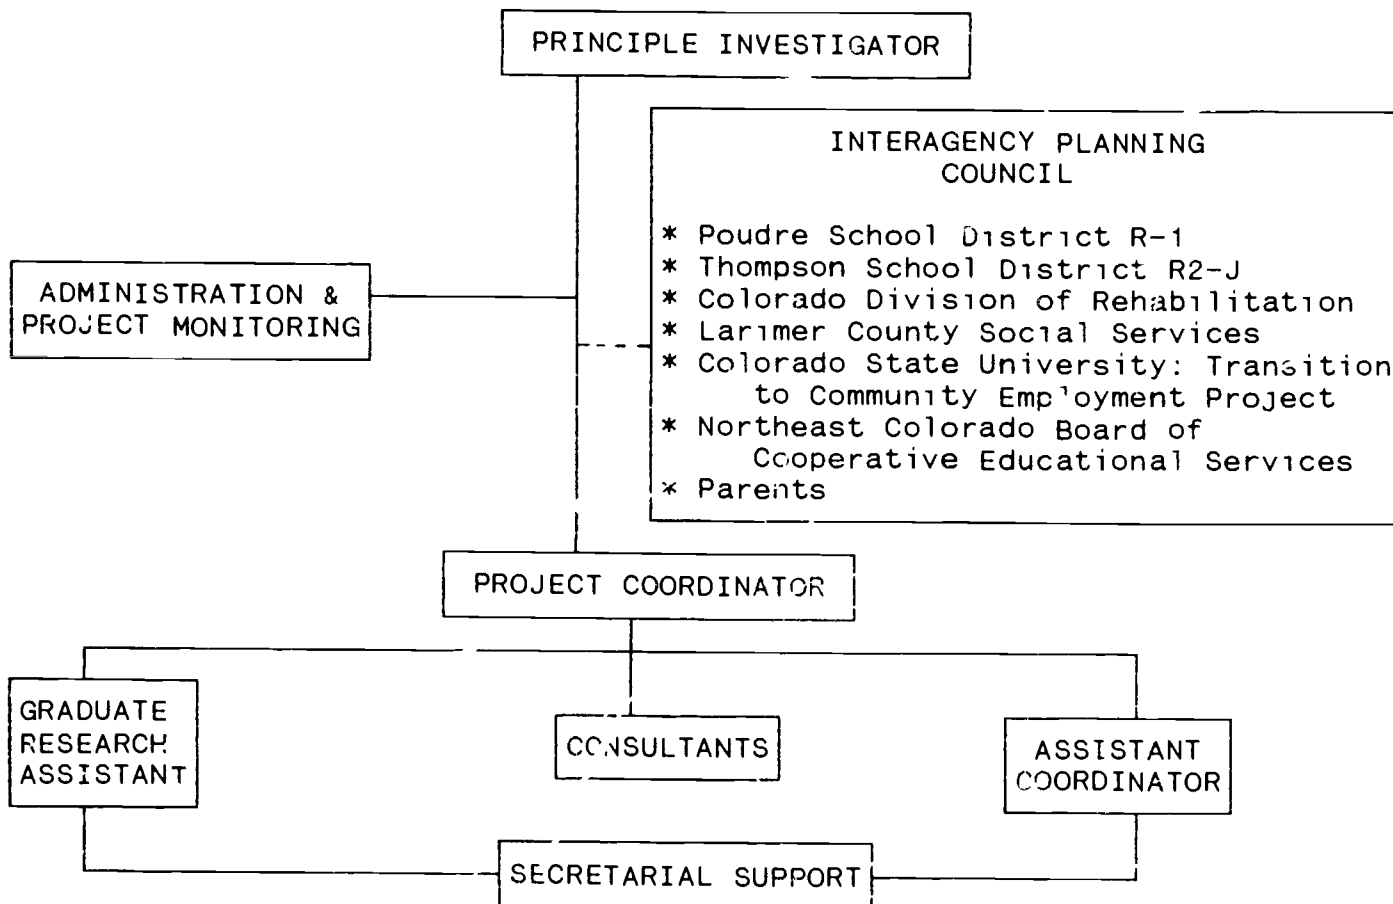 PRINCIPLE INVESTIGATOR
INTERAGENCY PLANNING
COUNCIL
* Poudre School District R-1
* Thompson School District R2-J
* Colorado Division of Rehabilitation
* Larimer County Social Services
* Colorado State University: Transition
to Community Employment Project
* Northeast Colorado Board of
Cooperative Educational Services
* Parents
ADMINISTRATION &
PROJECT MONITORING
PROJECT COORDINATOR
GRADUATE
RESEARCH
ASSISTANT
CONSULTANTS
ASSISTANT
COORDINATOR
SECRETARIAL SUPPORT